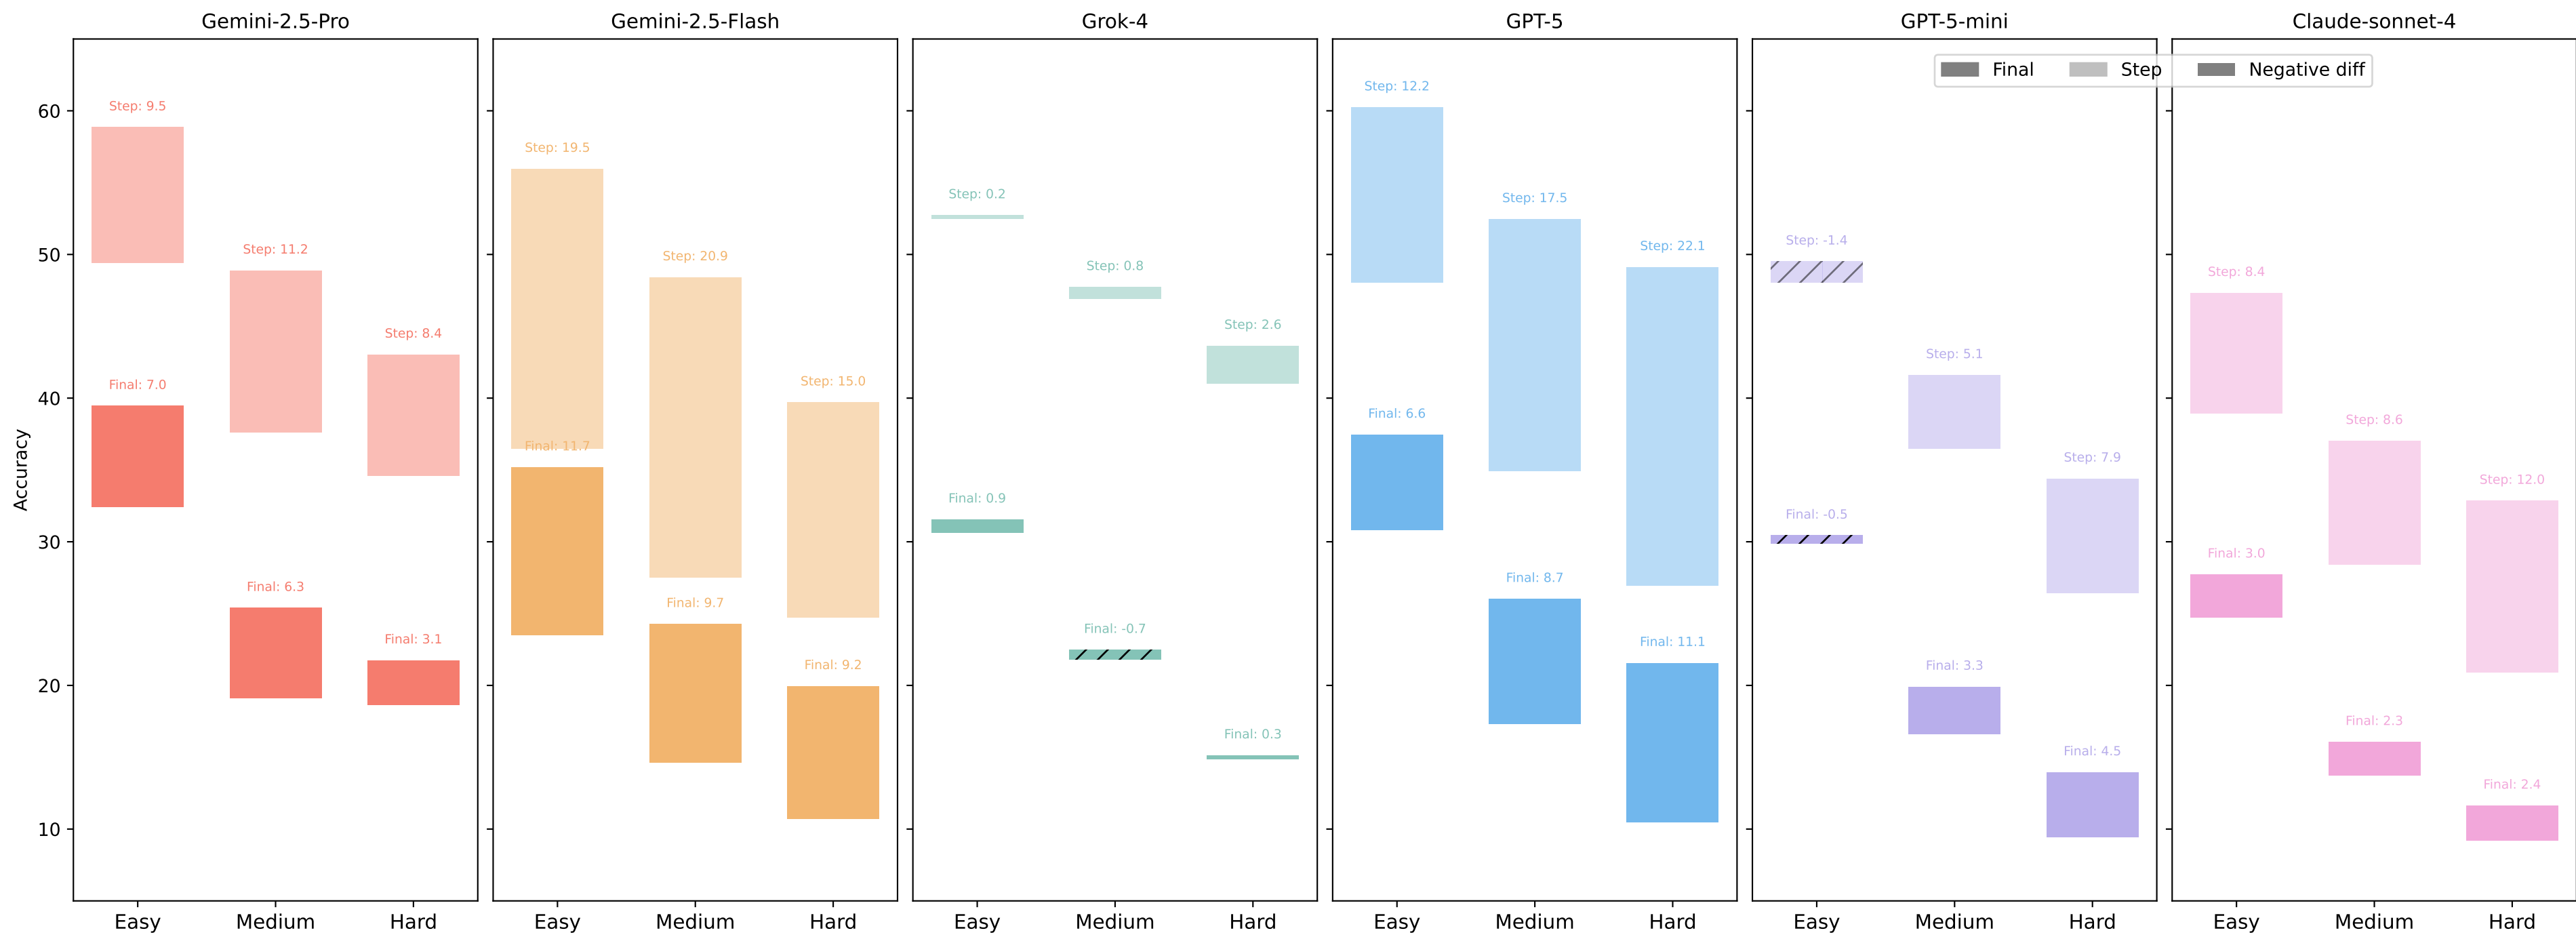 Gemini-2.5-Pro
Gemini-2.5-Flash
Grok-4
GPT-5
GPT-5-mini
Claude-sonnet-4
Final
Step
Negative diff
Accuracy
60
50
40
30
20
10
Step: 9.5
Step: 11.2
Step: 8.4
Final: 7.0
Final: 6.3
Final: 3.1
Easy
Medium
Hard
Step: 19.5
Step: 20.9
Step: 15.0
Final: 11.7
Final: 9.7
Final: 9.2
Easy
Medium
Hard
Step: 0.2
Step: 0.8
Step: 2.6
Final: 0.9
Final: -0.7
Final: 0.3
Easy
Medium
Hard
Step: 12.2
Step: 17.5
Step: 22.1
Final: 6.6
Final: 8.7
Final: 11.1
Easy
Medium
Hard
Step: -1.4
Step: 5.1
Step: 7.9
Final: -0.5
Final: 3.3
Final: 4.5
Easy
Medium
Hard
Step: 8.4
Step: 8.6
Step: 12.0
Final: 3.0
Final: 2.3
Final: 2.4
Easy
Medium
Hard